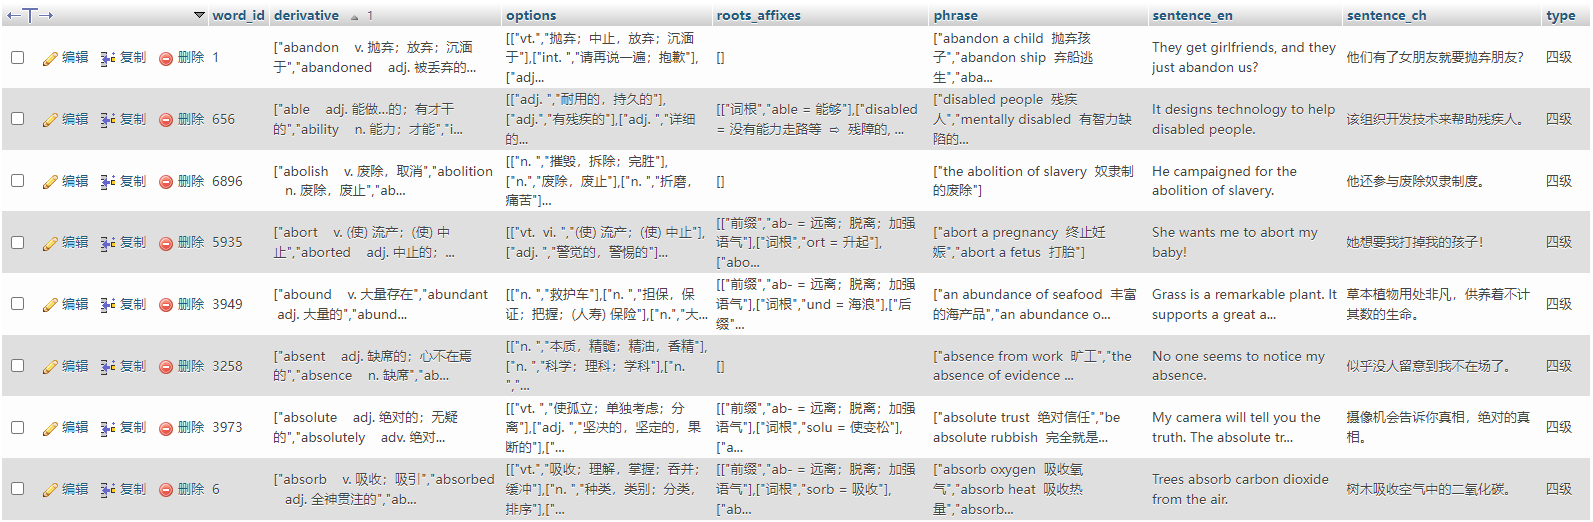 ←T→ word_id derivative 1 options roots_affixes phrase sentence_en sentence_ch type
编辑 复制 删除 1
["abandon v. 抛弃；放弃；沉湎
于","abandoned adj. 被丢弃的...
[["vt.","抛弃；中止，放弃；沉湎
于"],["int. ","请再说一遍；抱歉"],
["adj...
[]
["abandon a child 抛弃孩
子","abandon ship 弃船逃
生","aba...
They get girlfriends, and they
just abandon us?
他们有了女朋友就要抛弃朋友？
四级
编辑 复制 删除 656
["able adj. 能做...的；有才干
的","ability n. 能力；才能","i...
[["adj. ","耐用的，持久的"],
["adj.","有残疾的"],["adj. ","详细
的...
[["词根","able = 能够"],["disabled
= 没有能力走路等 ⇨ 残障的, ...
["disabled people 残疾
人","mentally disabled 有智力缺
陷的...
It designs technology to help
disabled people.
该组织开发技术来帮助残疾人。
四级
编辑 复制 删除 6896
["abolish v. 废除，取消","abolition
n. 废除，废止","ab...
[["n. ","摧毁，拆除；完胜"],
["n.","废除，废止"],["n. ","折磨，
痛苦"]...
[]
["the abolition of slavery 奴隶制
的废除"]
He campaigned for the
abolition of slavery.
他还参与废除奴隶制度。
四级
编辑 复制 删除 5935
["abort v. (使) 流产；(使) 中
止","aborted adj. 中止的；...
[["vt. vi. ","(使) 流产；(使) 中止"],
["adj. ","警觉的，警惕的"]...
[["前缀","ab- = 远离；脱离；加强
语气"],["词根","ort = 升起"],
["abo...
["abort a pregnancy 终止妊
娠","abort a fetus 打胎"]
She wants me to abort my
baby!
她想要我打掉我的孩子！
四级
编辑 复制 删除 3949
["abound v. 大量存在","abundant
adj. 大量的","abund...
[["n. ","救护车"],["n. ","担保，保
证；把握；(人寿) 保险"],["n.","大...
[["前缀","ab- = 远离；脱离；加强
语气"],["词根","und = 海浪"],["后
缀"...
["an abundance of seafood 丰富
的海产品","an abundance o...
Grass is a remarkable plant. It
supports a great a...
草本植物用处非凡，供养着不计
其数的生命。
四级
编辑 复制 删除 3258
["absent adj. 缺席的；心不在焉
的","absence n. 缺席","ab...
[["n. ","本质，精髓；精油，香精"],
["n. ","科学；理科；学科"],["n.
","...
[]
["absence from work 旷工","the
absence of evidence ...
No one seems to notice my
absence.
似乎没人留意到我不在场了。
四级
编辑 复制 删除 3973
["absolute adj. 绝对的；无疑
的","absolutely adv. 绝对...
[["vt. ","使孤立；单独考虑；分
离"],["adj. ","坚决的，坚定的，果
断的"],["...
[["前缀","ab- = 远离；脱离；加强
语气"],["词根","solu = 使变松"],
["a...
["absolute trust 绝对信任","be
absolute rubbish 完全就是...
My camera will tell you the
truth. The absolute tr...
摄像机会告诉你真相，绝对的真
相。
四级
编辑 复制 删除 6
["absorb v. 吸收；吸引","absorbed
adj. 全神贯注的","ab...
[["vt.","吸收；理解，掌握；吞并；
缓冲"],["n. ","种类，类别；分类，
排序"],["...
[["前缀","ab- = 远离；脱离；加强
语气"],["词根","sorb = 吸收"],
["ab...
["absorb oxygen 吸收氧
气","absorb heat 吸收热
量","absorb...
Trees absorb carbon dioxide
from the air.
树木吸收空气中的二氧化碳。
四级